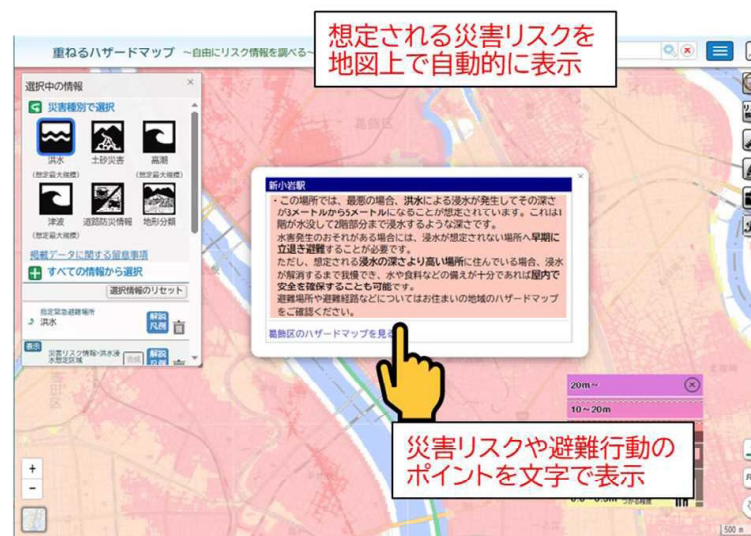 想定される災害リスクを
地図上で自動的に表示
重ねるハザードマップ ~自由にリスク情報を調べる~
選択中の情報
×
災害種別で選択
洪水
(想定最大規模)
土砂災害
高潮
(想定最大規模)
津波
(想定最大規模)
道路防災情報
地形分類
掲載データに関する留意事項
すべての情報から選択
選択情報のリセット
指定緊急避難場所
洪水
解説
凡例
表示
災害リスク情報>洪水浸
水想定区域
合成
解説
凡例
葛飾区
×
新小岩駅
・この場所では、最悪の場合、洪水による浸水が発生してその深さ
が3メートルから5メートルになることが想定されています。これは1
階が水没して2階部分まで浸水するような深さです。
水害発生のおそれがある場合には、浸水が想定されない場所へ早期に
立退き避難することが必要です。
ただし、想定される浸水の深さより高い場所に住んでいる場合、浸水
が解消するまで我慢でき、水や食料などの備えが十分であれば屋内で
安全を確保することも可能です。
避難場所や避難経路などについてはお住まいの地域のハザードマップ
をご確認ください。
葛飾区のハザードマップを見る
20m~
10~20m
災害リスクや避難行動の
ポイントを文字で表示
+
-
500 m